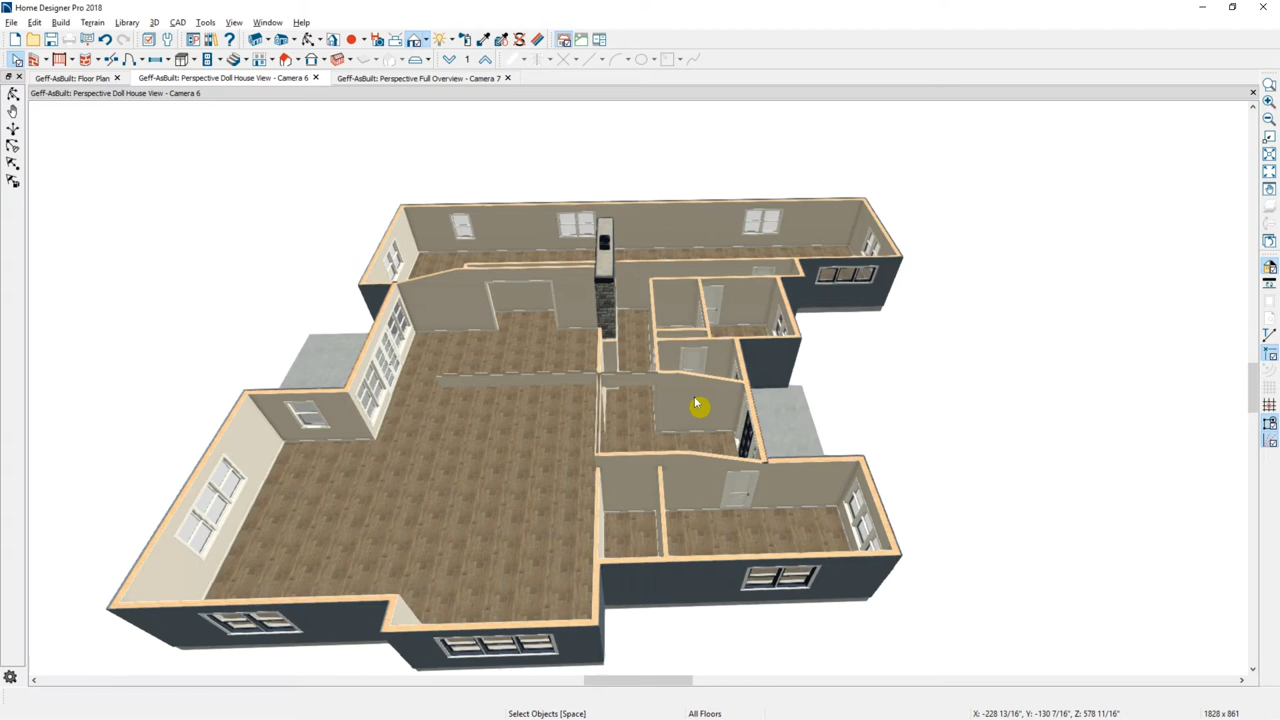 Home Designer Pro 2018
File Edit Build Terrain Library 3D CAD Tools View Window Help
1
Geff-AsBuilt: Floor Plan Geff-AsBuilt: Perspective Doll House View - Camera 6 Geff-AsBuilt: Perspective Full Overview - Camera 7
Geff-AsBuilt: Perspective Doll House View - Camera 6
Select Objects [Space] All Floors X: -228 13/16", Y: -130 7/16", Z: 578 11/16" 1828 x 861